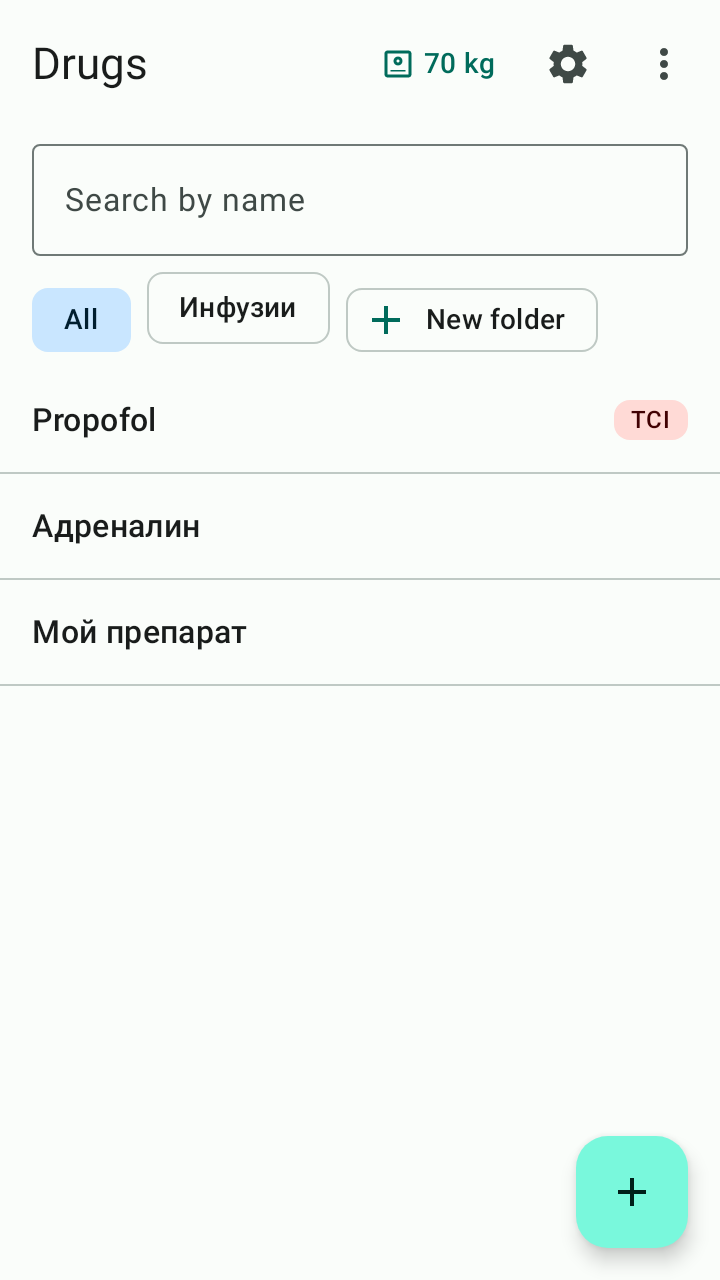 Drugs
70 kg
Search by name
All
Инфузии
New folder
Propofol
TCI
Адреналин
Мой препарат